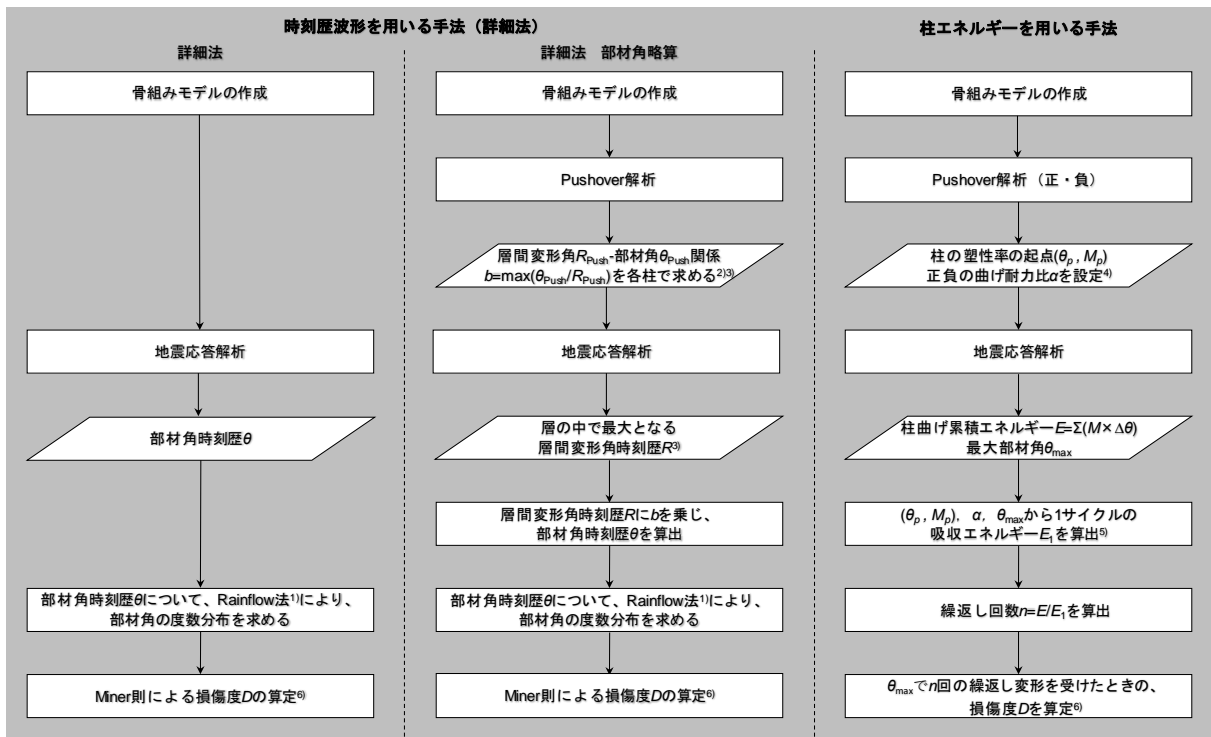 時刻歴波形を用いる手法（詳細法）
詳細法
骨組みモデルの作成
地震応答解析
部材角時刻歴θ
部材角時刻歴θについて、Rainflow法1)により、
部材角の度数分布を求める
Miner則による損傷度Dの算定6)
詳細法　部材角略算
骨組みモデルの作成
Pushover解析
層間変形角RPush-部材角θPush関係
b=max(θPush/RPush)を各柱で求める2)3)
地震応答解析
層の中で最大となる
層間変形角時刻歴R3)
層間変形角時刻歴Rにbを乗じ、
部材角時刻歴θを算出
部材角時刻歴θについて、Rainflow法1)により、
部材角の度数分布を求める
Miner則による損傷度Dの算定6)
柱エネルギーを用いる手法
骨組みモデルの作成
Pushover解析（正・負）
柱の塑性率の起点(θp , Mp)
正負の曲げ耐力比αを設定4)
地震応答解析
柱曲げ累積エネルギーE=Σ(M×Δθ)
最大部材角θmax
(θp , Mp)，α，θmaxから1サイクルの
吸収エネルギーE1を算出5)
繰返し回数n=E/E1を算出
θmaxでn回の繰返し変形を受けたときの、
損傷度Dを算定6)